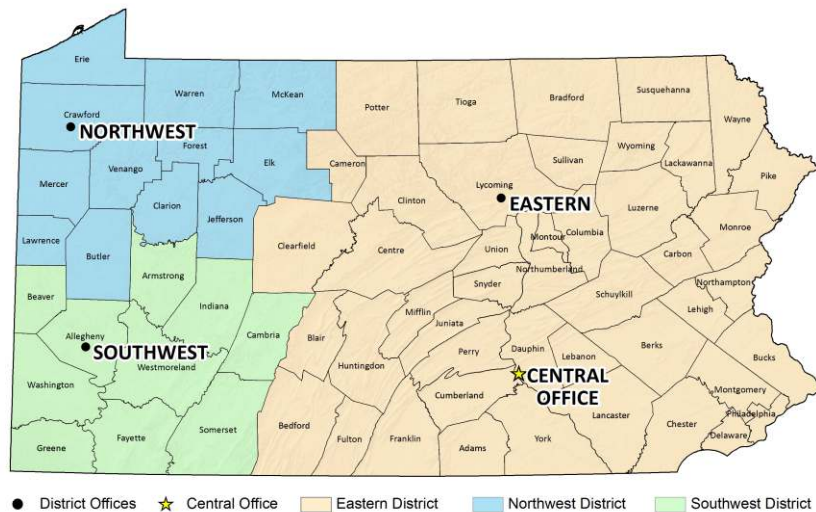 Erie
Warren
McKean
Susquehanna
Potter
Tioga
Bradford
Crawford
NORTHWEST
Wayne
Forest
Wyoming
Elk
Sullivan
Lackawanna
Venango
Cameron
Pike
Mercer
Lycoming
EASTERN
Clinton
Clarion
Luzerne
Jefferson
Columbia
Monroe
Lawrence
Montour
Clearfield
Centre
Union
Carbon
Butler
Armstrong
Northumberland
Northampton
Snyder
Beaver
Schuylkill
Indiana
Lehigh
Mifflin
Cambria
Juniata
Allegheny
SOUTHWEST
Blair
Dauphin
Berks
Perry
Lebanon
Bucks
Huntingdon
Westmoreland
CENTRAL
OFFICE
Washington
Montgomery
Cumberland
Lancaster
Philadelphia
Chester
Bedford
Somerset
Fayette
Greene
Fulton
Franklin
Adams
York
Delaware
District Offices
Central Office
Eastern District
Northwest District
Southwest District